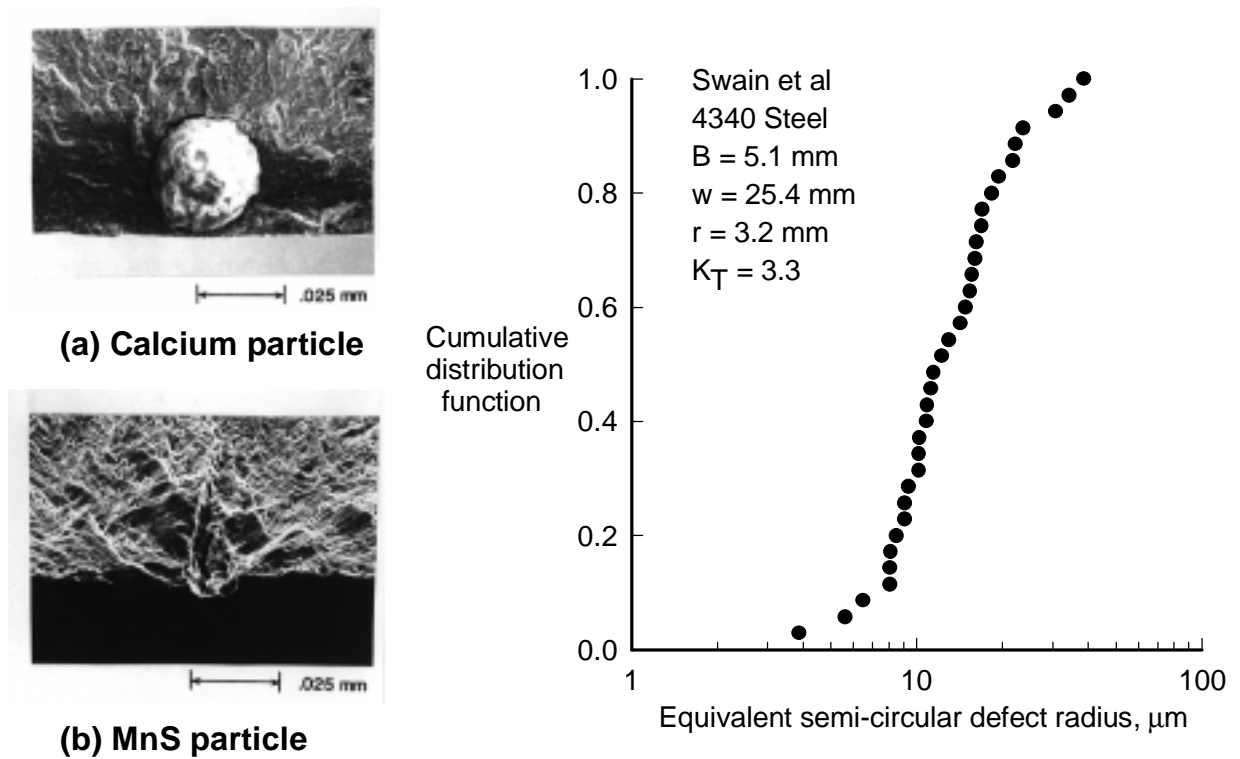 .025 mm
(a) Calcium particle
.025 mm
(b) MnS particle
Cumulative
distribution
function
1.0
0.8
0.6
0.4
0.2
0.0
Swain et al
4340 Steel
B = 5.1 mm
w = 25.4 mm
r = 3.2 mm
KT = 3.3
1
10
100
Equivalent semi-circular defect radius, μm